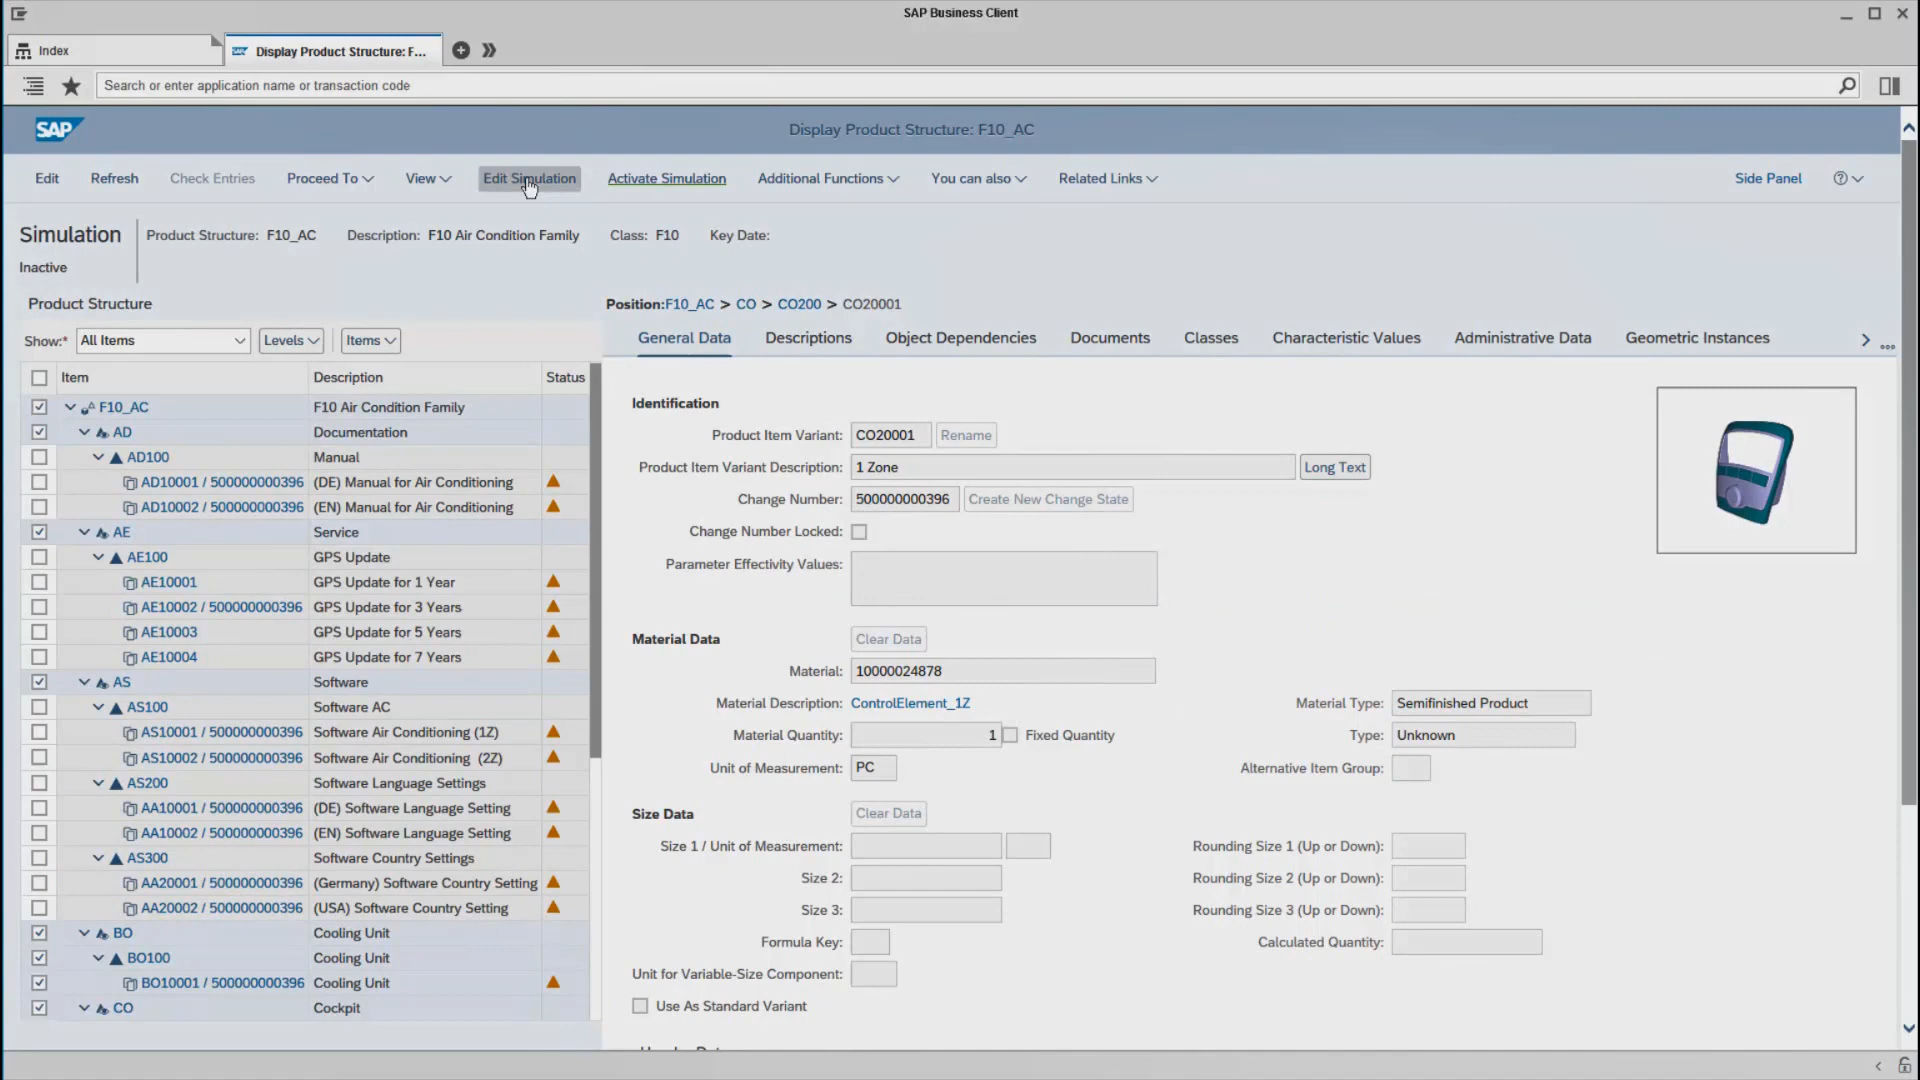 SAP Business Client
Index
SAP Display Product Structure: F...
Search or enter application name or transaction code
SAP
Display Product Structure: F10_AC
Edit Refresh Check Entries Proceed To View Edit Simulation Activate Simulation Additional Functions You can also Related Links Side Panel
Simulation Product Structure: F10_AC Description: F10 Air Condition Family Class: F10 Key Date:
Inactive
Product Structure
Position:F10_AC > CO > CO200 > CO20001
Show:* All Items Levels Items
General Data Descriptions Object Dependencies Documents Classes Characteristic Values Administrative Data Geometric Instances
Item Description Status
F10_AC F10 Air Condition Family
AD Documentation
AD100 Manual
AD10001 / 500000000396 (DE) Manual for Air Conditioning
AD10002 / 500000000396 (EN) Manual for Air Conditioning
AE Service
AE100 GPS Update
AE10001 GPS Update for 1 Year
AE10002 / 500000000396 GPS Update for 3 Years
AE10003 GPS Update for 5 Years
AE10004 GPS Update for 7 Years
AS Software
AS100 Software AC
AS10001 / 500000000396 Software Air Conditioning (1Z)
AS10002 / 500000000396 Software Air Conditioning (2Z)
AS200 Software Language Settings
AA10001 / 500000000396 (DE) Software Language Setting
AA10002 / 500000000396 (EN) Software Language Setting
AS300 Software Country Settings
AA20001 / 500000000396 (Germany) Software Country Setting
AA20002 / 500000000396 (USA) Software Country Setting
BO Cooling Unit
BO100 Cooling Unit
BO10001 / 500000000396 Cooling Unit
CO Cockpit
Identification
Product Item Variant: CO20001 Rename
Product Item Variant Description: 1 Zone Long Text
Change Number: 500000000396 Create New Change State
Change Number Locked:
Parameter Effectivity Values:
Material Data Clear Data
Material: 10000024878
Material Description: ControlElement_1Z Material Type: Semifinished Product
Material Quantity: 1 Fixed Quantity Type: Unknown
Unit of Measurement: PC Alternative Item Group:
Size Data Clear Data
Size 1 / Unit of Measurement: Rounding Size 1 (Up or Down):
Size 2: Rounding Size 2 (Up or Down):
Size 3: Rounding Size 3 (Up or Down):
Formula Key: Calculated Quantity:
Unit for Variable-Size Component:
Use As Standard Variant